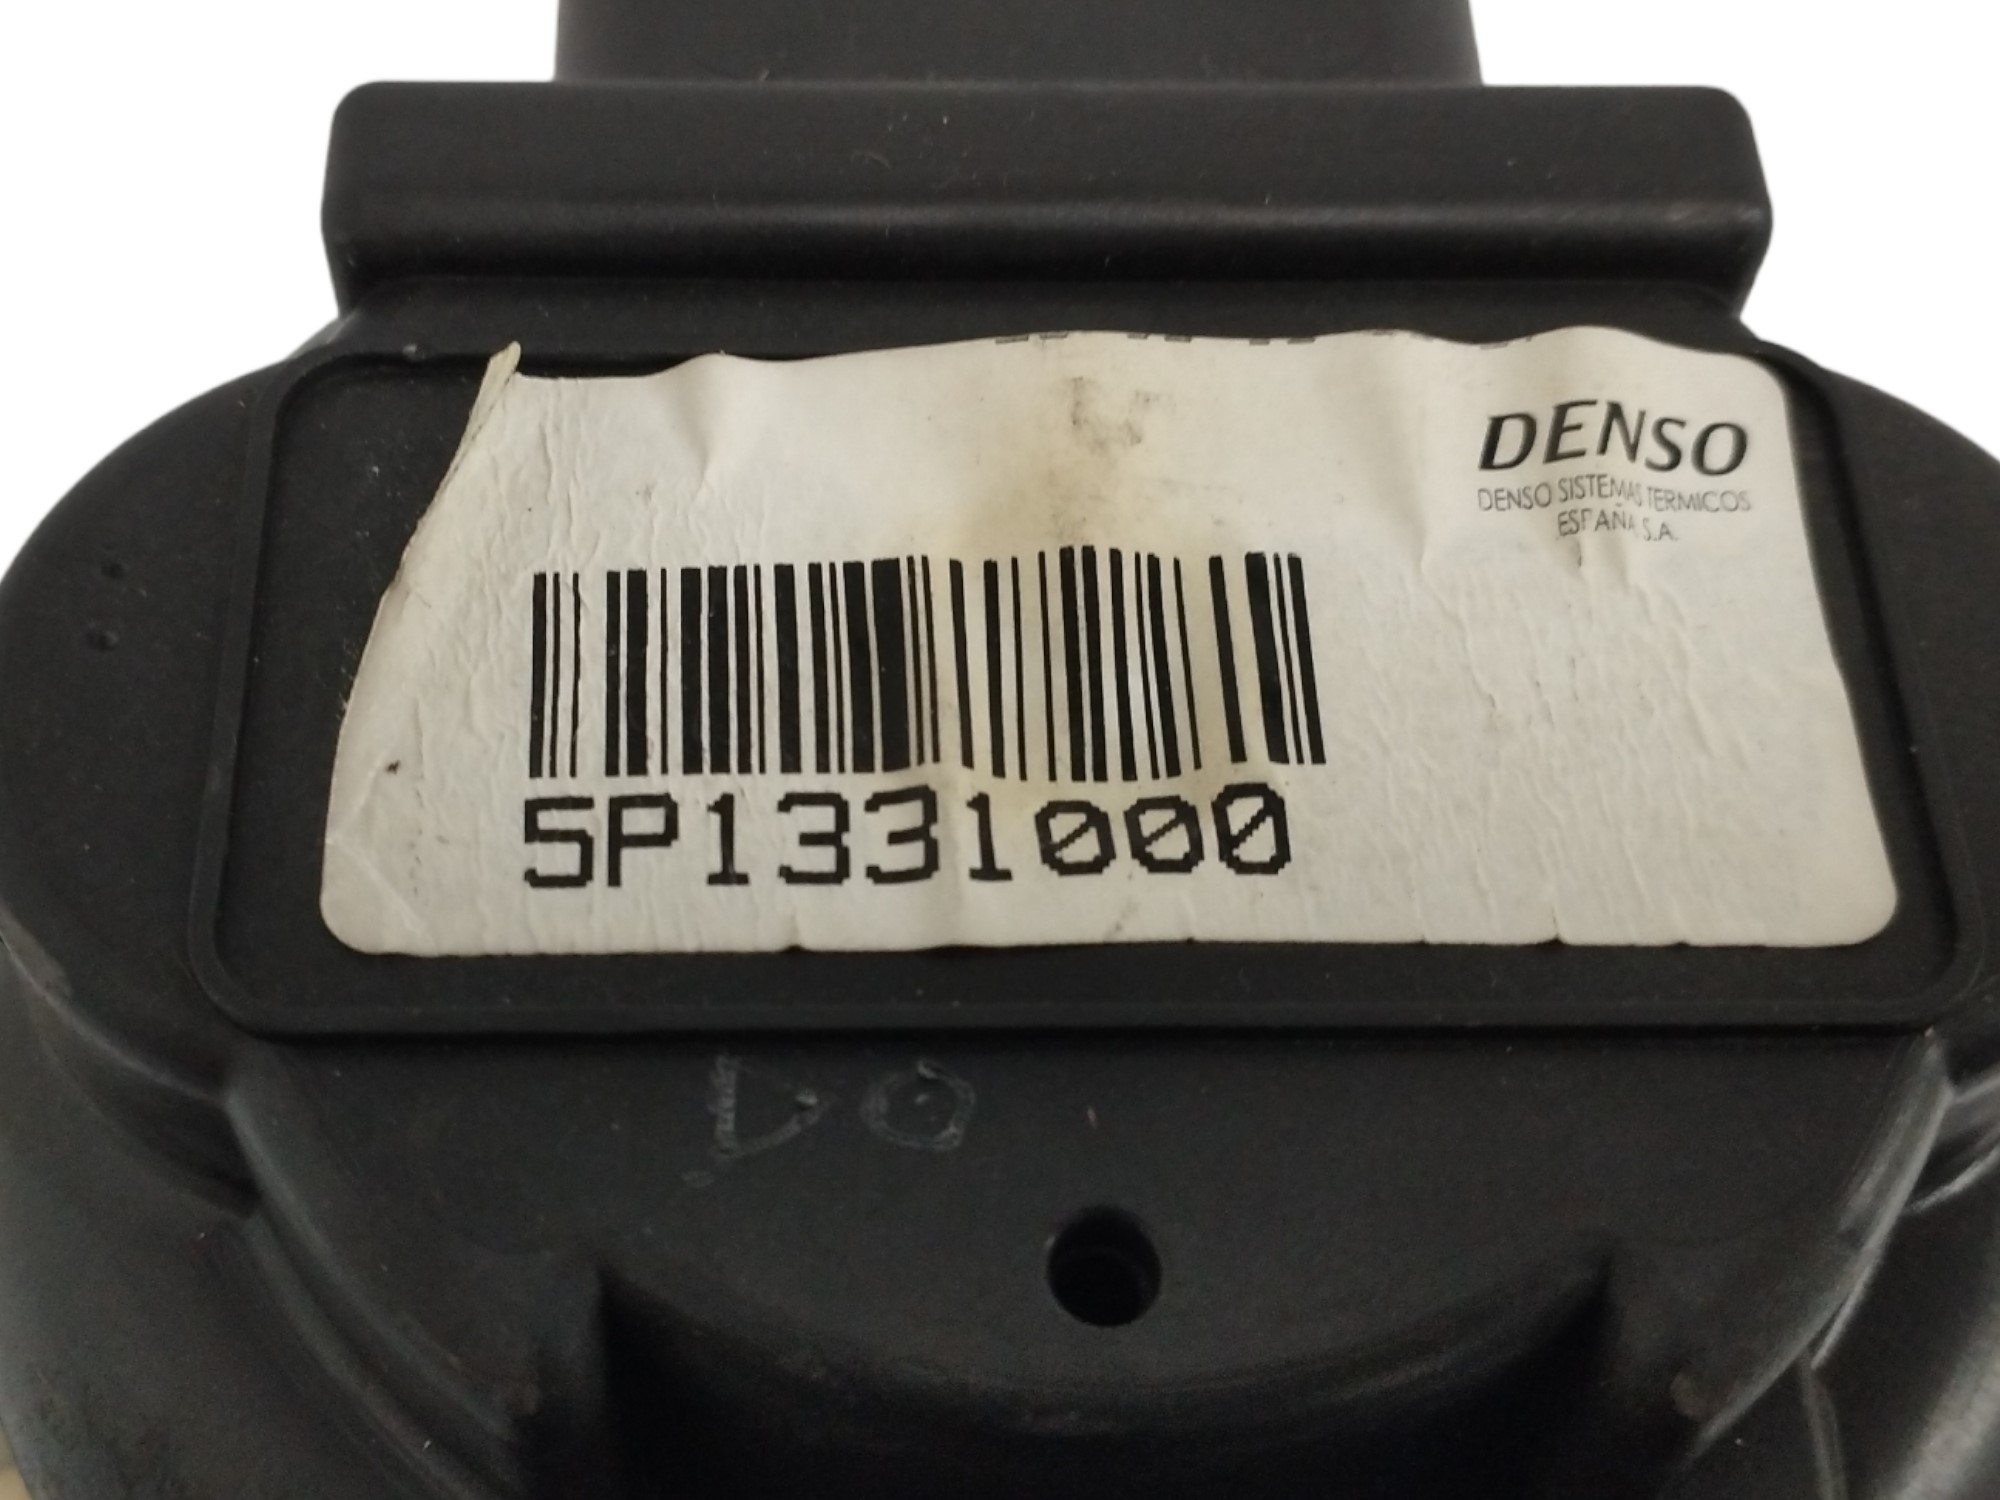 DENSO
DENSO SISTEMAS TERMICOS
ESPAÑA S.A.
5P1331000